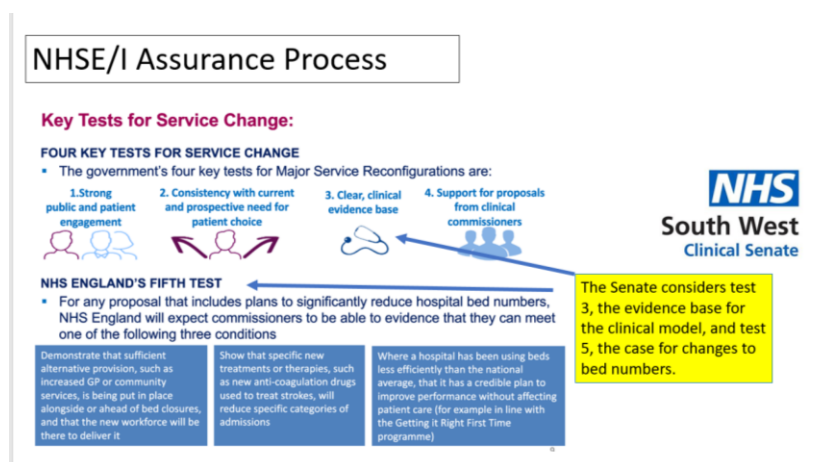 NHSE/I Assurance Process
Key Tests for Service Change:
FOUR KEY TESTS FOR SERVICE CHANGE
▪ The government's four key tests for Major Service Reconfigurations are:
1.Strong
public and patient
engagement
2. Consistency with current
and prospective need for
patient choice
3. Clear, clinical
evidence base
4. Support for proposals
from clinical
commissioners
NHS
South West
Clinical Senate
NHS ENGLAND'S FIFTH TEST
▪ For any proposal that includes plans to significantly reduce hospital bed numbers,
NHS England will expect commissioners to be able to evidence that they can meet
one of the following three conditions
The Senate considers test
3, the evidence base for
the clinical model, and test
5, the case for changes to
bed numbers.
Demonstrate that sufficient
alternative provision, such as
increased GP or community
services, is being put in place
alongside or ahead of bed closures,
and that the new workforce will be
there to deliver it
Show that specific new
treatments or therapies, such
as new anti-coagulation drugs
used to treat strokes, will
reduce specific categories of
admissions
Where a hospital has been using beds
less efficiently than the national
average, that it has a credible plan to
improve performance without affecting
patient care (for example in line with
the Getting it Right First Time
programme)
9